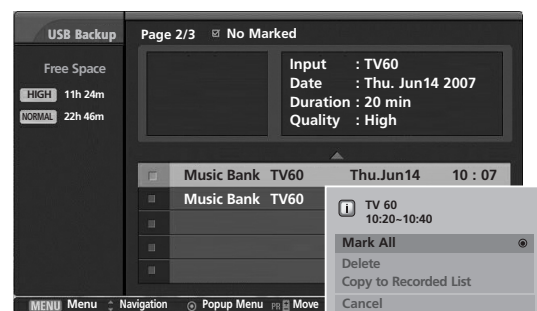 USB Backup
Page 2/3 No Marked
Free Space
HIGH 11h 24m
NORMAL 22h 46m
Input : TV60
Date : Thu. Jun14 2007
Duration : 20 min
Quality : High
Music Bank TV60 Thu.Jun14 10 : 07
Music Bank TV60
TV 60
10:20~10:40
Mark All
Delete
Copy to Recorded List
Cancel
MENU Menu Navigation Popup Menu PR Move